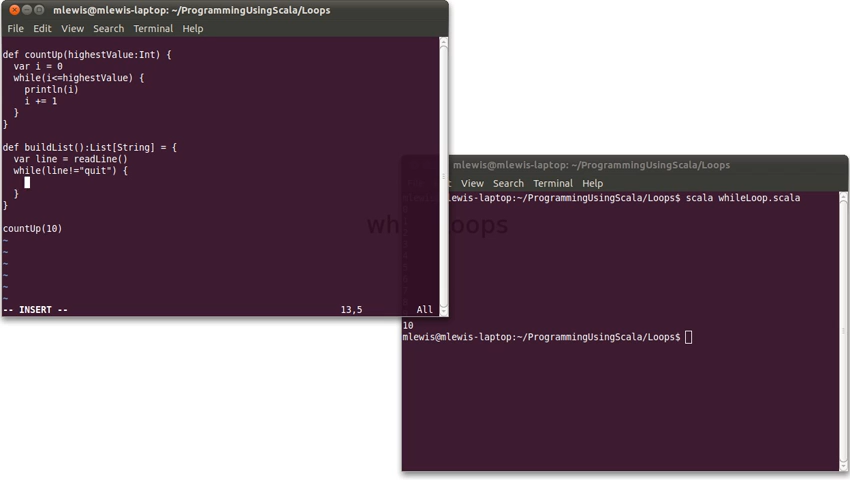 mlewis@mlewis-laptop: ~/ProgrammingUsingScala/Loops
File Edit View Search Terminal Help
def countUp(highestValue:Int) {
  var i = 0
  while(i<=highestValue) {
    println(i)
    i += 1
  }
}
def buildList():List[String] = {
  var line = readLine()
  while(line!="quit") {
  }
}
countUp(10)
~
~
~
~
~
~
-- INSERT --
13,5
All
mlewis@mlewis-laptop: ~/ProgrammingUsingScala/Loops
View Search Terminal Help
mlewis@mlewis-laptop:~/ProgrammingUsingScala/Loops$ scala whileLoop.scala
10
mlewis@mlewis-laptop:~/ProgrammingUsingScala/Loops$